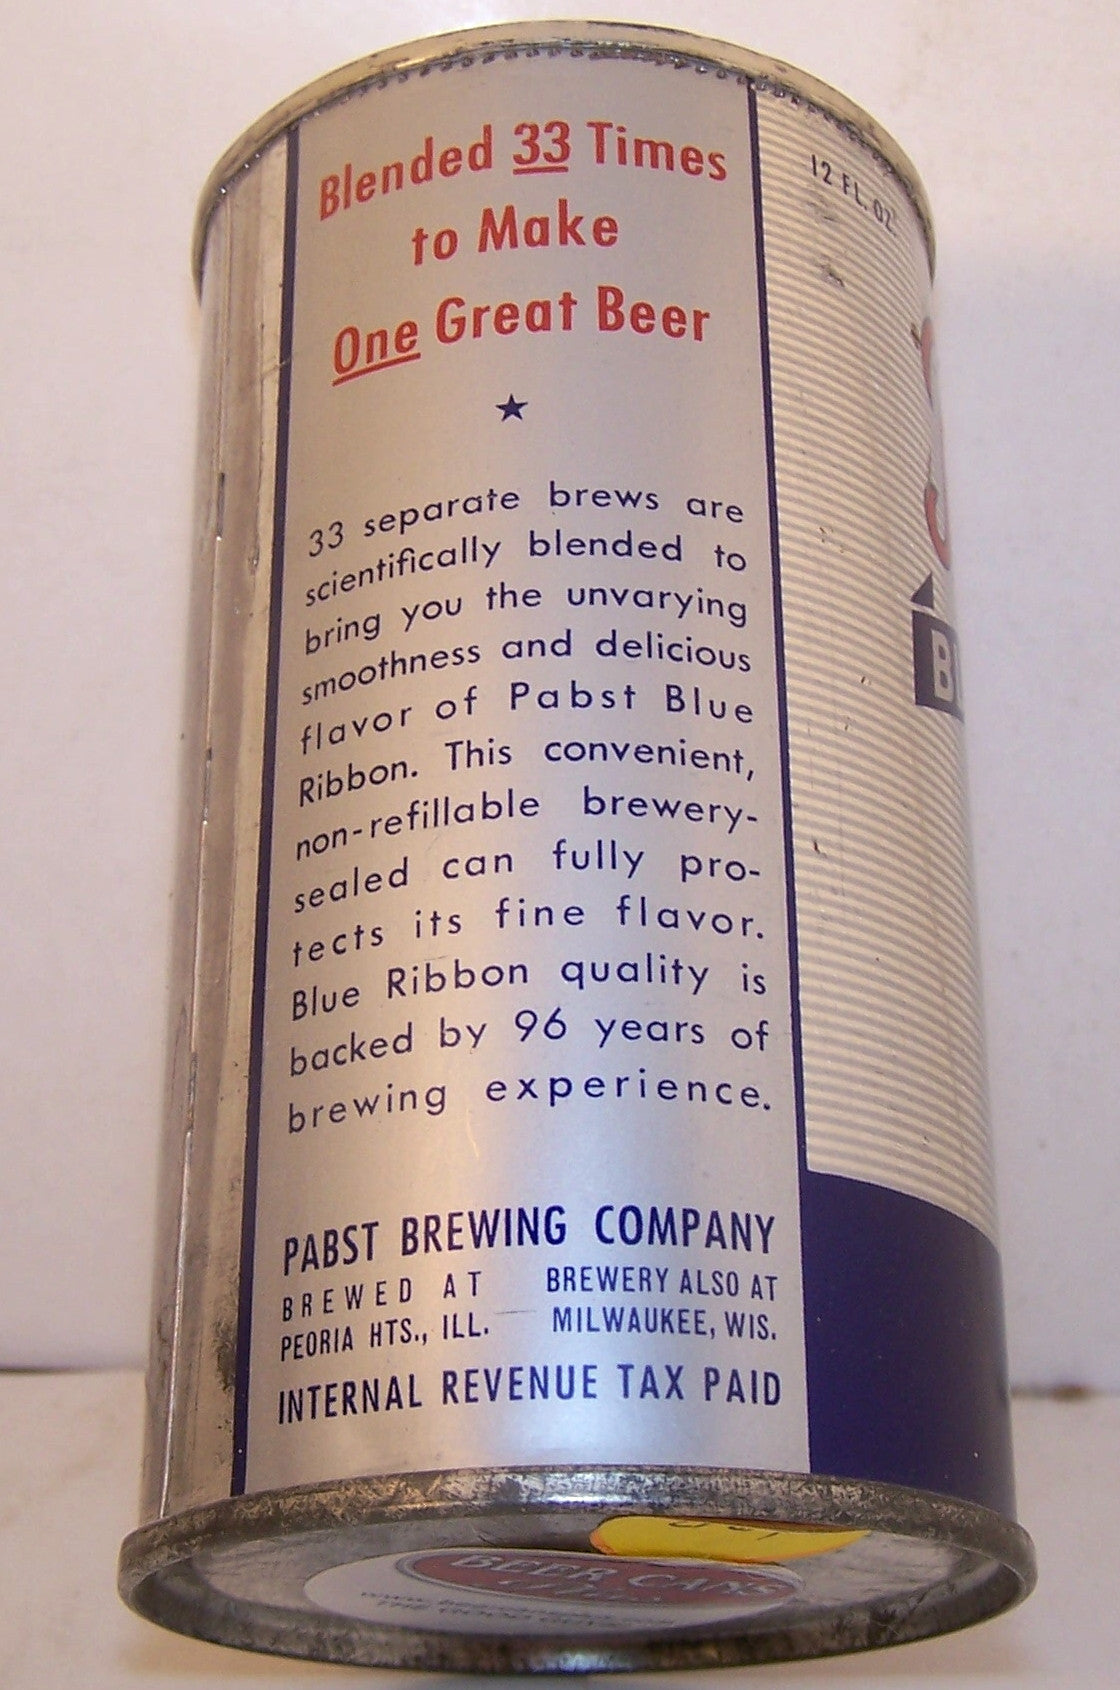 Blended 33 Times
to Make
One Great Beer
33 separate brews are
scientifically blended to
bring you the unvarying
smoothness and delicious
flavor of Pabst Blue
Ribbon. This convenient,
non-refillable brewery-
sealed can fully pro-
tects its fine flavor.
Blue Ribbon quality is
backed by 96 years of
brewing experience.
PABST BREWING COMPANY
BREWED AT BREWERY ALSO AT
PEORIA HTS., ILL. MILWAUKEE, WIS.
INTERNAL REVENUE TAX PAID
12 FL. OZ.
BEER CANS